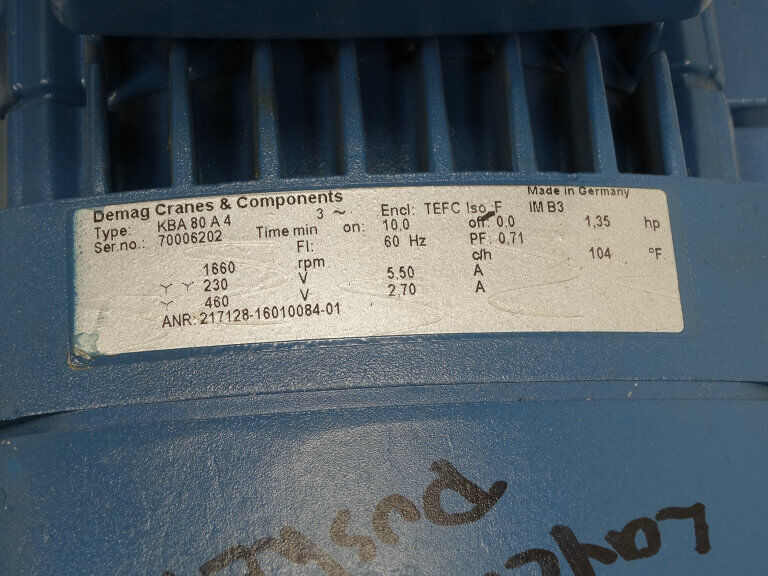 Demag Cranes & Components Made in Germany
Type: KBA 80 A 4 3 ~ Encl: TEFC Iso F IM B3
Ser.no.: 70006202 Time min on: 10,0 off: 0,0 1,35 hp
FI: 60 Hz PF: 0,71
1660 rpm c/h 104 °F
Y Y 230 V 5,50 A
Y 460 V 2,70 A
ANR: 217128-16010084-01